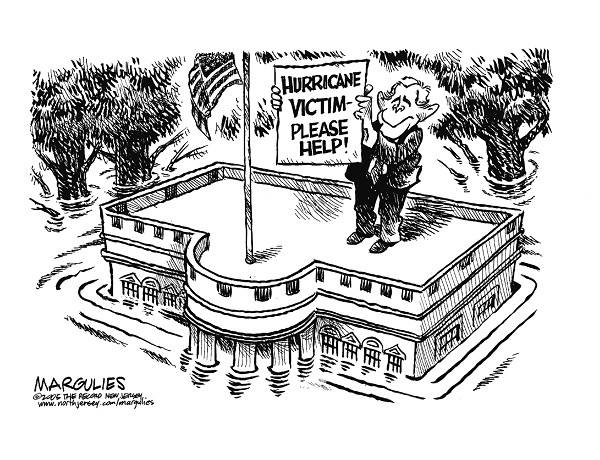 HURRICANE
VICTIM-
PLEASE
HELP!
MARGULIES
©2005 THE RECORD NEW JERSEY
www.northjersey.com/margulies